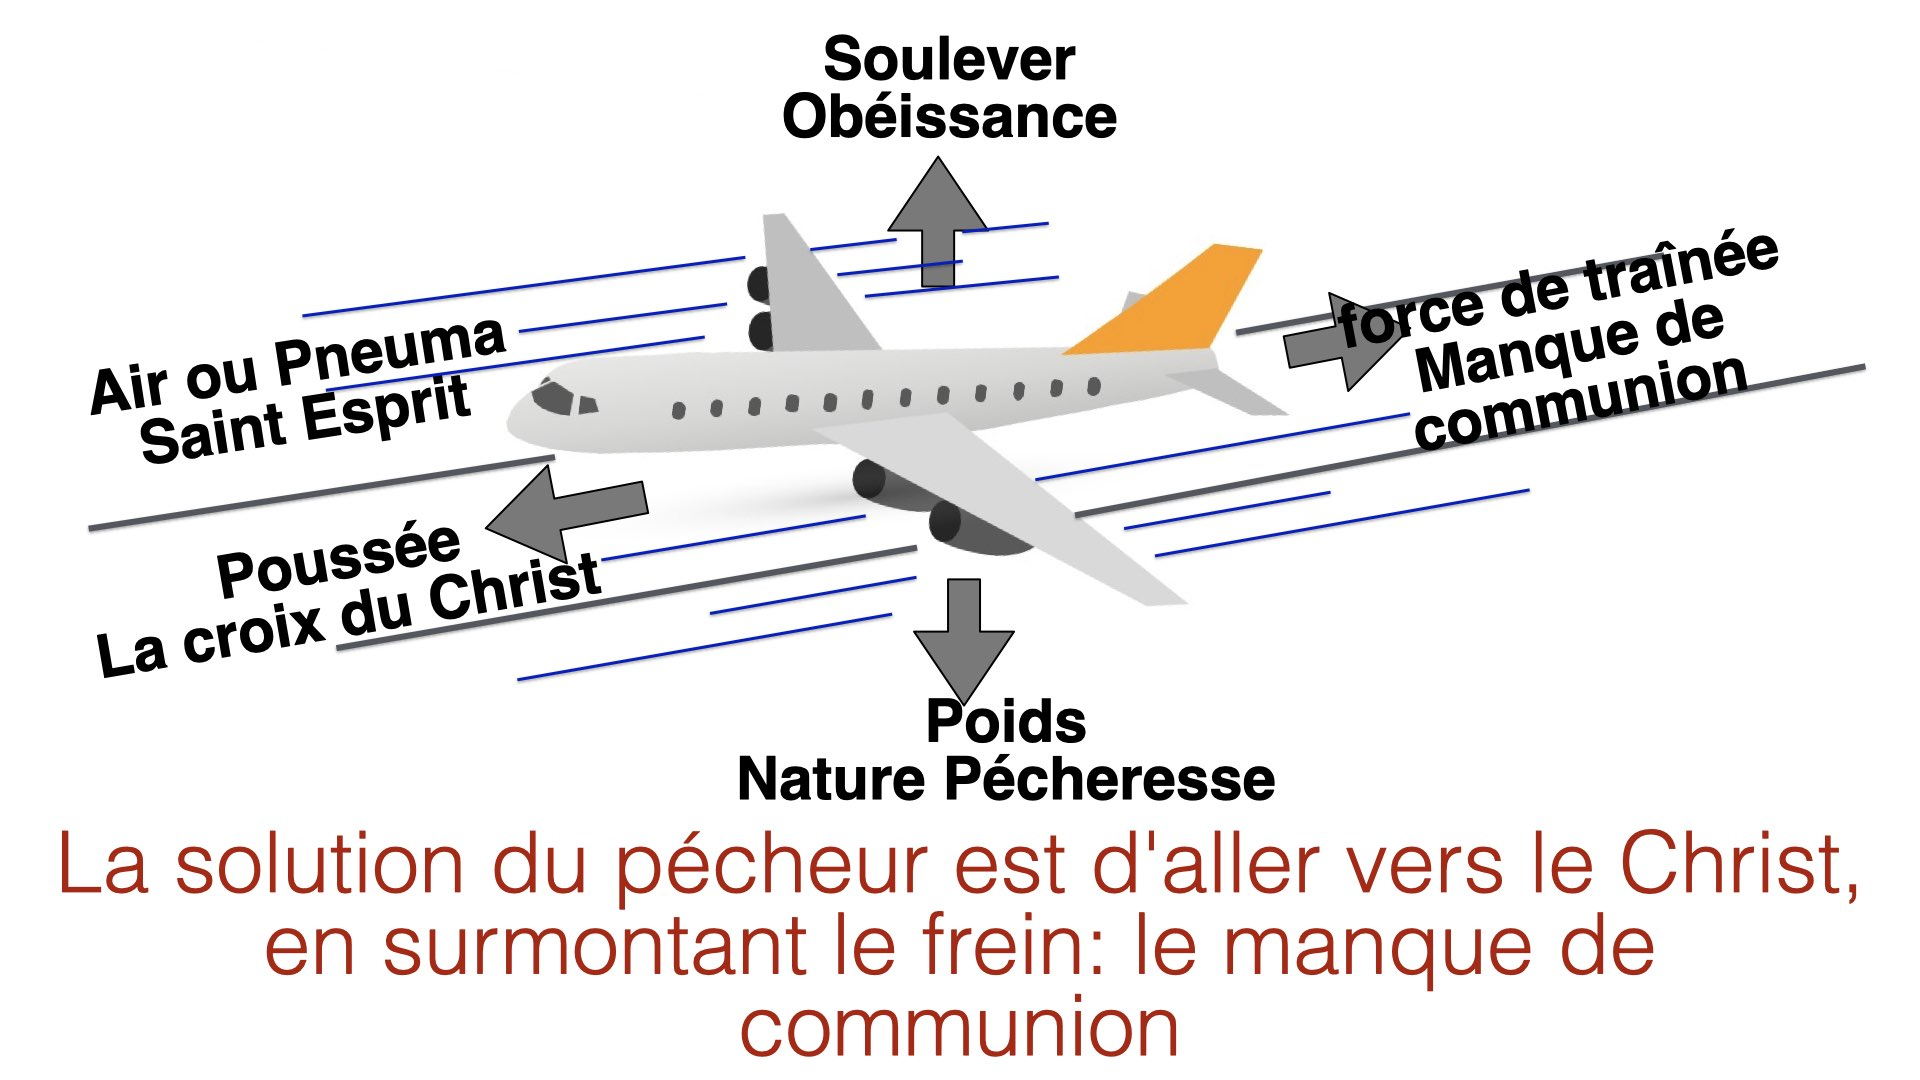 Soulever
Obéissance
Air ou Pneuma
Saint Esprit
force de traînée
Manque de
communion
Poussée
La croix du Christ
Poids
Nature Pécheresse
La solution du pécheur est d'aller vers le Christ,
en surmontant le frein: le manque de
communion